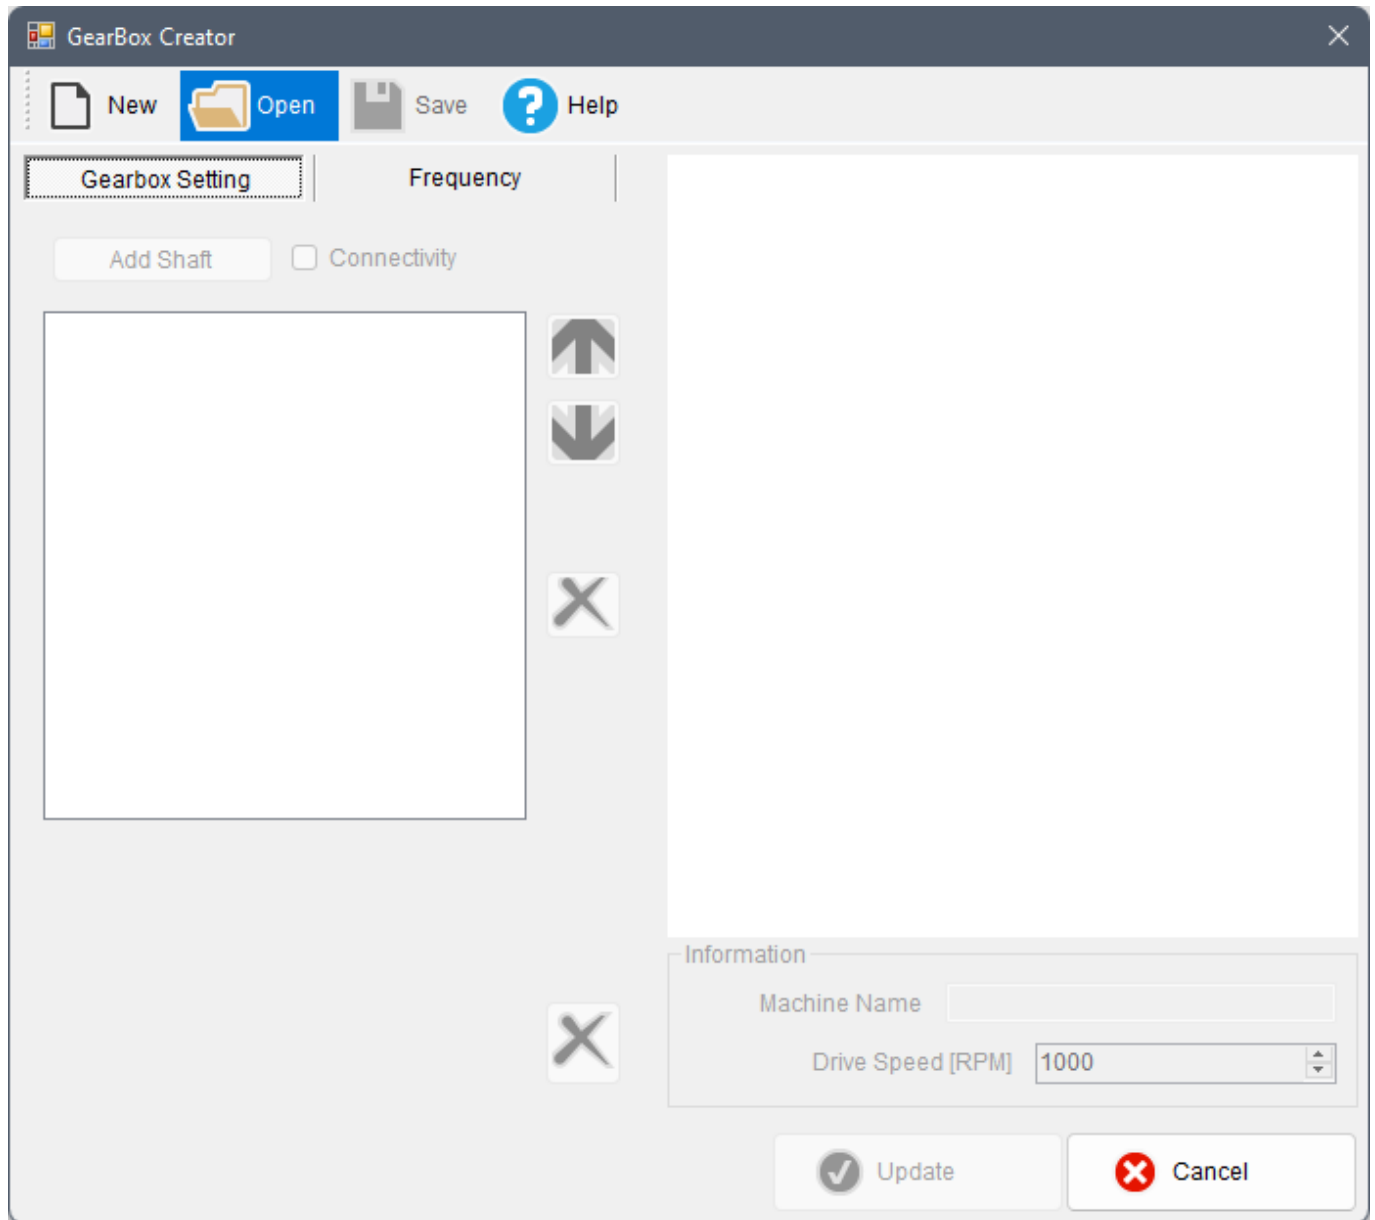 GearBox Creator
New Open Save Help
Gearbox Setting Frequency
Add Shaft Connectivity
Information
Machine Name
Drive Speed [RPM] 1000
Update Cancel